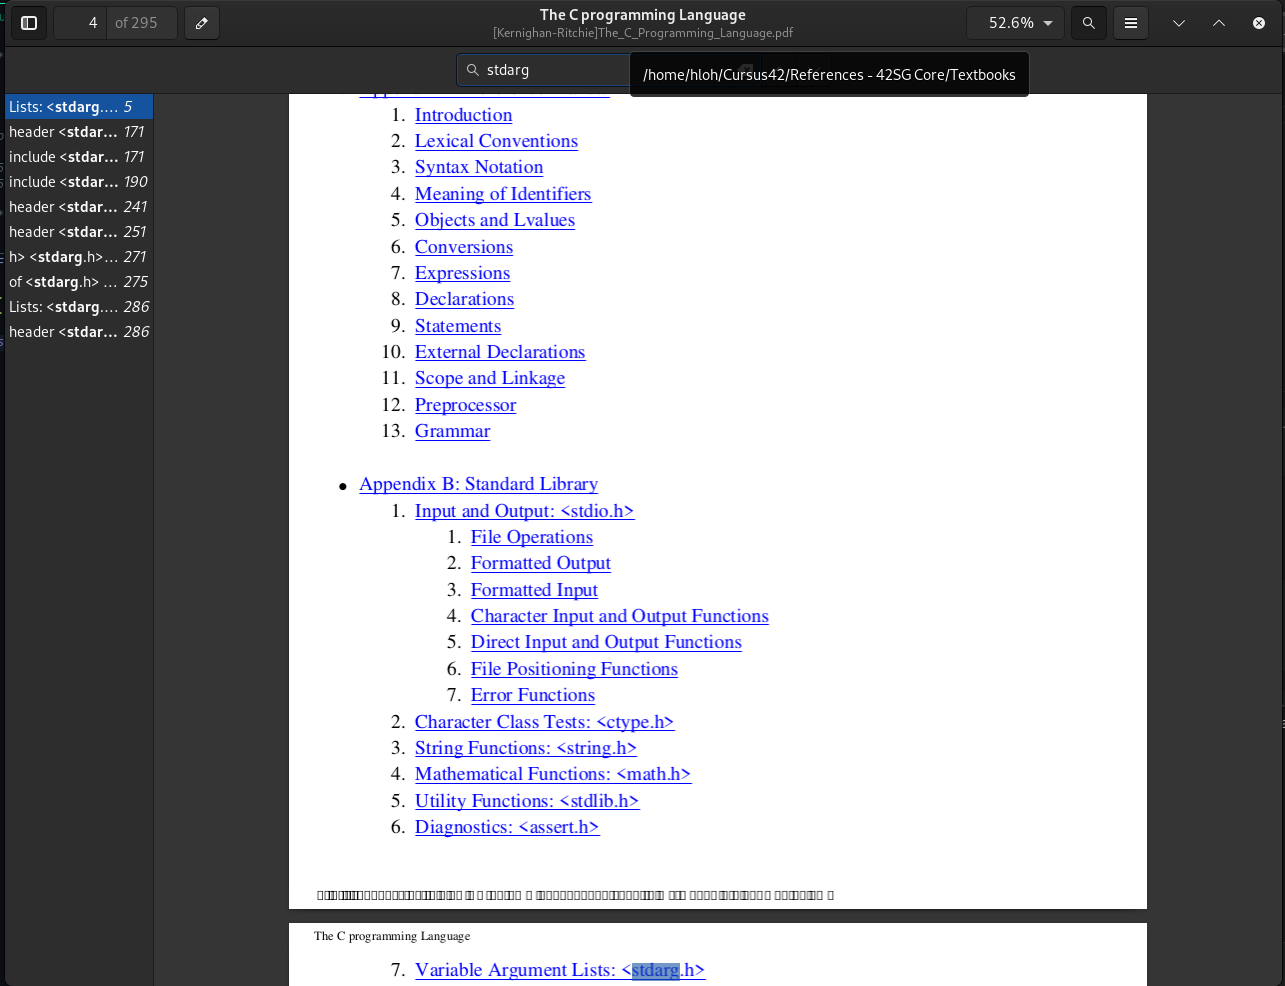 The C programming Language
[Kernighan-Ritchie]The_C_Programming_Language.pdf
4 of 295
52.6%
stdarg
/home/hloh/Cursus42/References - 42SG Core/Textbooks
Lists: <stdarg.... 5
header <stdar... 171
include <stdar... 171
include <stdar... 190
header <stdar... 241
header <stdar... 251
h> <stdarg.h>... 271
of <stdarg.h> ... 275
Lists: <stdarg.... 286
header <stdar... 286
1. Introduction
2. Lexical Conventions
3. Syntax Notation
4. Meaning of Identifiers
5. Objects and Lvalues
6. Conversions
7. Expressions
8. Declarations
9. Statements
10. External Declarations
11. Scope and Linkage
12. Preprocessor
13. Grammar
• Appendix B: Standard Library
1. Input and Output: <stdio.h>
1. File Operations
2. Formatted Output
3. Formatted Input
4. Character Input and Output Functions
5. Direct Input and Output Functions
6. File Positioning Functions
7. Error Functions
2. Character Class Tests: <ctype.h>
3. String Functions: <string.h>
4. Mathematical Functions: <math.h>
5. Utility Functions: <stdlib.h>
6. Diagnostics: <assert.h>
The C programming Language
7. Variable Argument Lists: <stdarg.h>